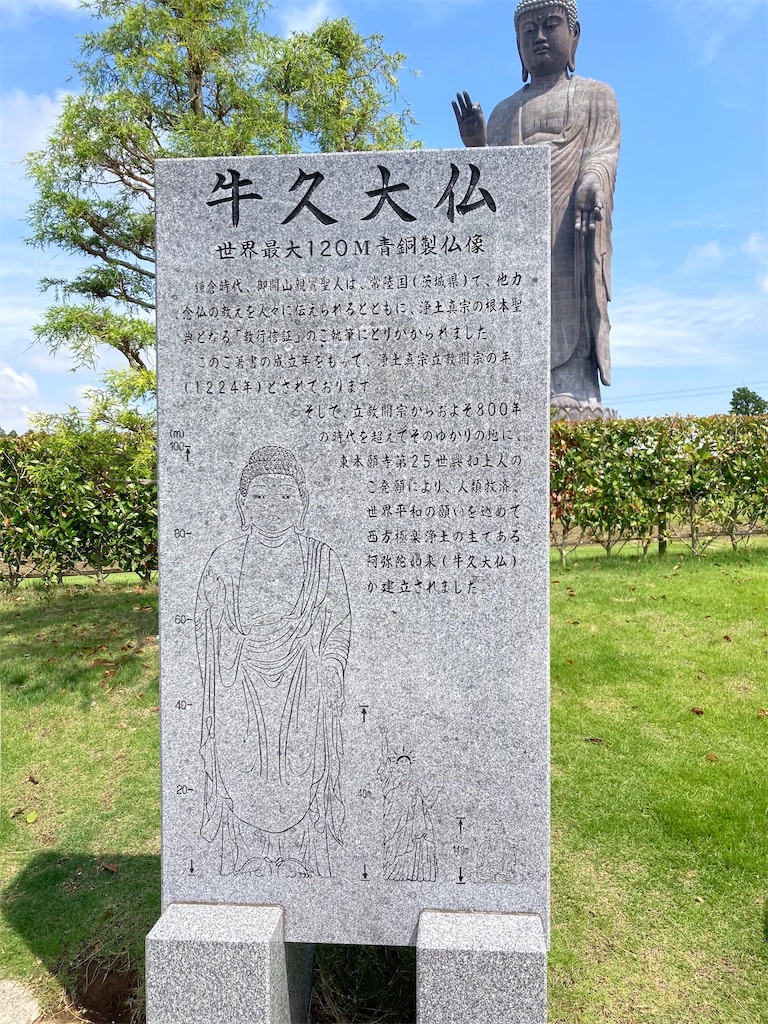 牛久大仏
世界最大120M青銅製仏像
鎌倉時代、御開山親鸞聖人は、常陸国(茨城県)で、他力
念仏の教えを人々に伝えられるとともに、浄土真宗の根本聖
典となる「教行信証」のご執筆にとりかかられました。
このご著書の成立年をもって、浄土真宗立教開宗の年
(1224年)とされております。
そして、立教開宗からおよそ800年
の時代を超えてそのゆかりの地に、
東本願寺第25世興如上人の
ご発願により、人類救済、
世界平和の願いを込めて
西方極楽浄土の主である
阿弥陀如来(牛久大仏)
が建立されました。
(m)
100
80
60
40
20
40m